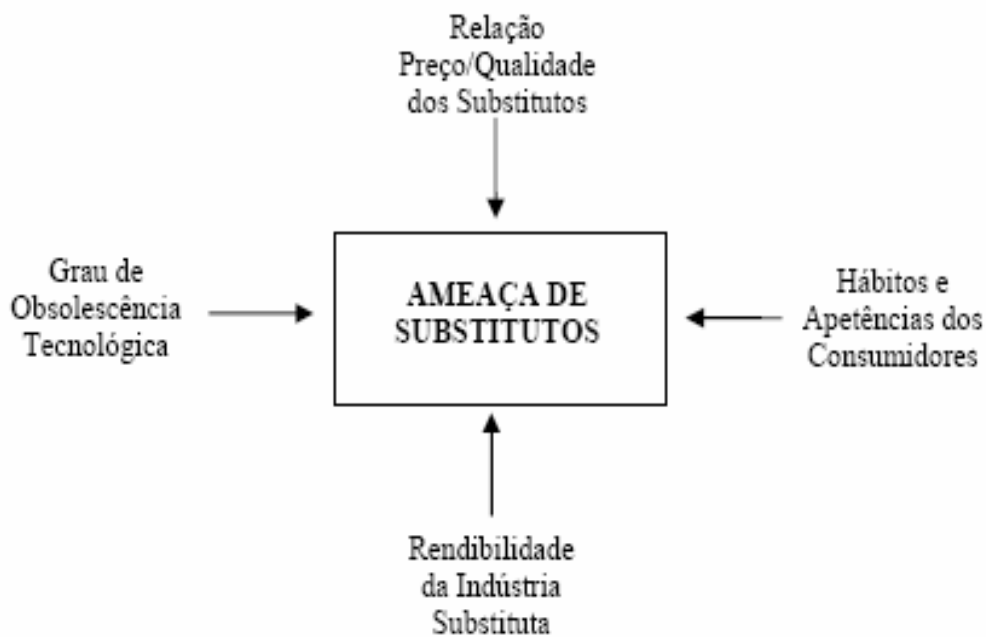 Relação
Preço/Qualidade
dos Substitutos
Grau de
Obsolescência
Tecnológica
AMEAÇA DE
SUBSTITUTOS
Hábitos e
Apetências dos
Consumidores
Rendibilidade
da Indústria
Substituta